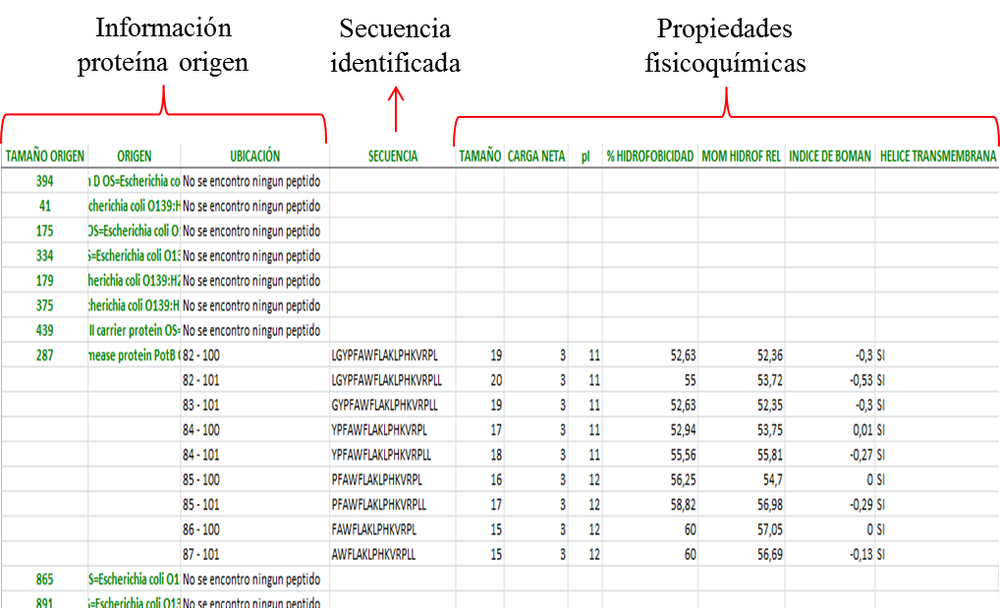 Información
proteína origen
Secuencia
identificada
Propiedades
fisicoquímicas
TAMAÑO ORIGEN ORIGEN UBICACIÓN SECUENCIA TAMAÑO CARGA NETA pI % HIDROFOBICIDAD MOM HIDROF REL INDICE DE BOMAN HELICE TRANSMEMBRANA
394 D OS=Escherichia co No se encontro ningun peptido
41 cherichia coli O139:H No se encontro ningun peptido
175 OS=Escherichia coli O No se encontro ningun peptido
334 S=Escherichia coli O13 No se encontro ningun peptido
179 herichia coli O139:H2 No se encontro ningun peptido
375 cherichia coli O139:H No se encontro ningun peptido
439 II carrier protein OS= No se encontro ningun peptido
287 mease protein PotB 82 - 100 LGYPFAWFLAKLPHKVRPL 19 3 11 52,63 52,36 -0,3 SI
82 - 101 LGYPFAWFLAKLPHKVRPLL 20 3 11 55 53,72 -0,53 SI
83 - 101 GYPFAWFLAKLPHKVRPLL 19 3 11 52,63 52,35 -0,3 SI
84 - 100 YPFAWFLAKLPHKVRPL 17 3 11 52,94 53,75 0,01 SI
84 - 101 YPFAWFLAKLPHKVRPLL 18 3 11 55,56 55,81 -0,27 SI
85 - 100 PFAWFLAKLPHKVRPL 16 3 12 56,25 54,7 0 SI
85 - 101 PFAWFLAKLPHKVRPLL 17 3 12 58,82 56,98 -0,29 SI
86 - 100 FAWFLAKLPHKVRPL 15 3 12 60 57,05 0 SI
87 - 101 AWFLAKLPHKVRPLL 15 3 12 60 56,69 -0,13 SI
865 S=Escherichia coli O1 No se encontro ningun peptido
891 S=Escherichia coli O13 No se encontro ningun peptido